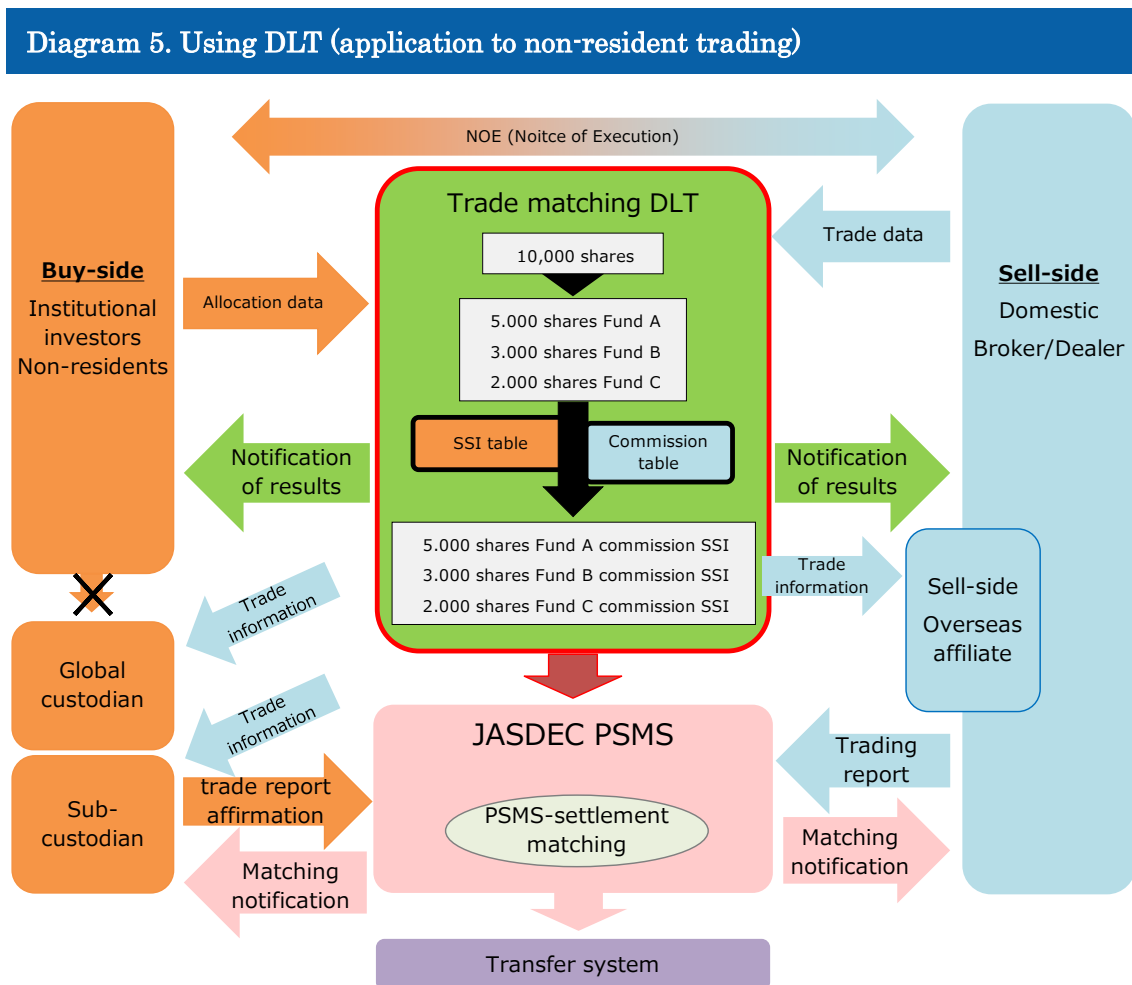 Diagram 5. Using DLT (application to non-resident trading)
NOE (Noitce of Execution)
Buy-side
Institutional
investors
Non-residents
Allocation data
Trade matching DLT
10,000 shares
5.000 shares Fund A
3.000 shares Fund B
2.000 shares Fund C
SSI table
Commission
table
5.000 shares Fund A commission SSI
3.000 shares Fund B commission SSI
2.000 shares Fund C commission SSI
Trade data
Sell-side
Domestic
Broker/Dealer
Notification
of results
Notification
of results
Trade
information
Sell-side
Overseas
affiliate
Trade
information
Global
custodian
Trade
information
Sub-
custodian
trade report
affirmation
Matching
notification
JASDEC PSMS
PSMS-settlement
matching
Trading
report
Matching
notification
Transfer system